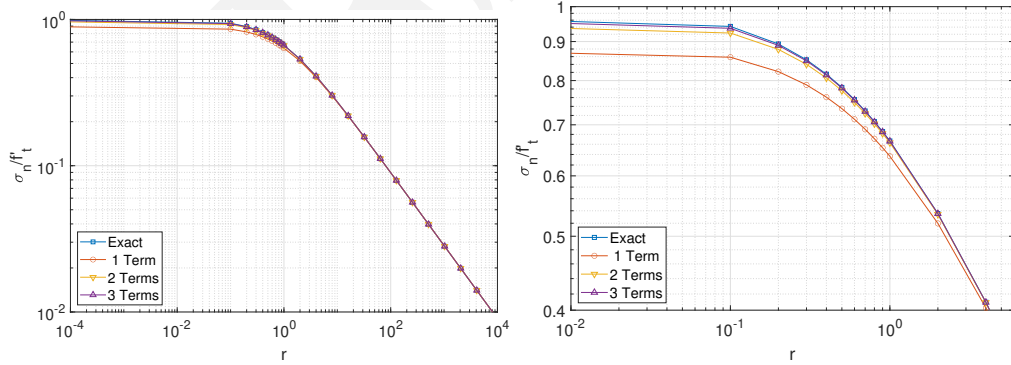 10^0
10^-1
10^-2
σ_n/f'_t
Exact
1 Term
2 Terms
3 Terms
10^-4
10^-2
10^0
10^2
10^4
r
1
0.9
0.8
0.7
0.6
0.5
0.4
σ_n/f'_t
Exact
1 Term
2 Terms
3 Terms
10^-2
10^-1
10^0
r